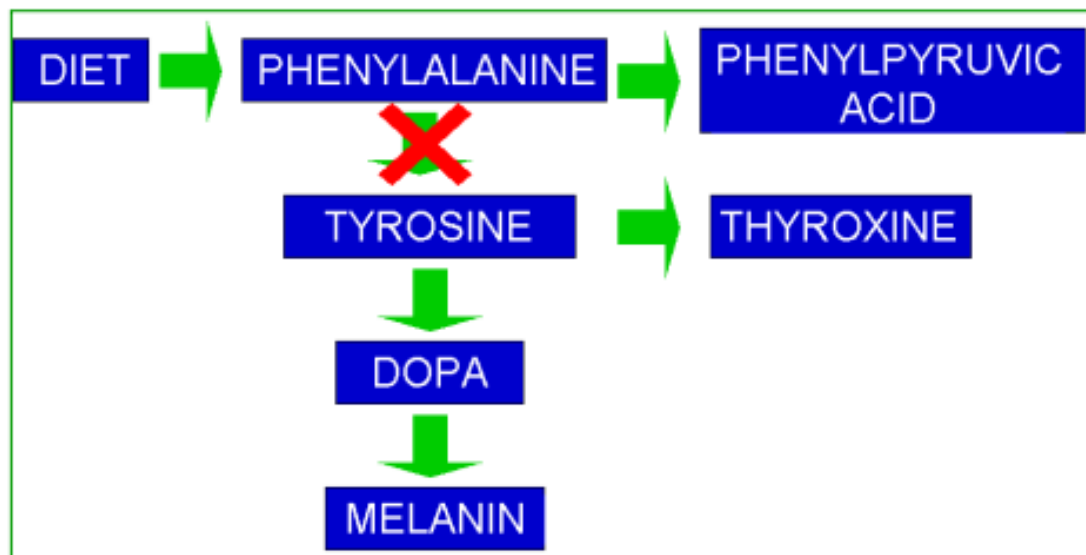 DIET
PHENYLALANINE
PHENYLPYRUVIC
ACID
TYROSINE
THYROXINE
DOPA
MELANIN